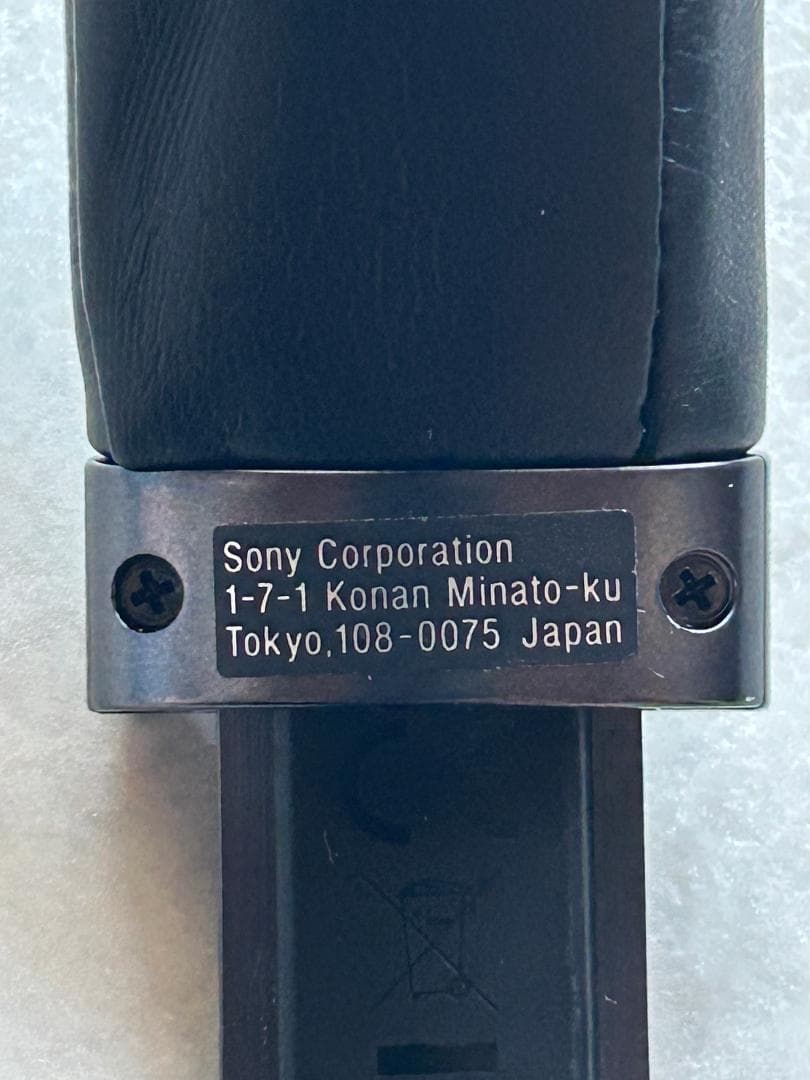 Sony Corporation
1-7-1 Konan Minato-ku
Tokyo,108-0075 Japan